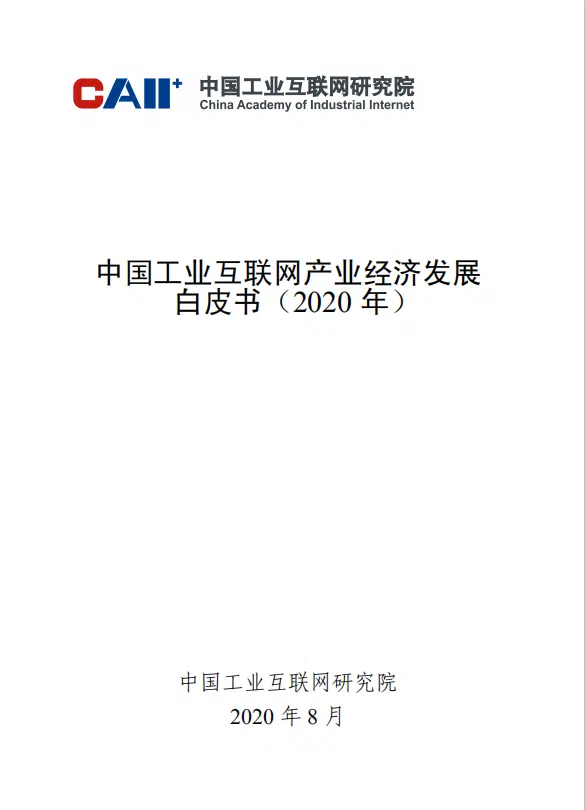 CAII+
中国工业互联网研究院
China Academy of Industrial Internet
中国工业互联网产业经济发展
白皮书（2020 年）
中国工业互联网研究院
2020 年 8 月